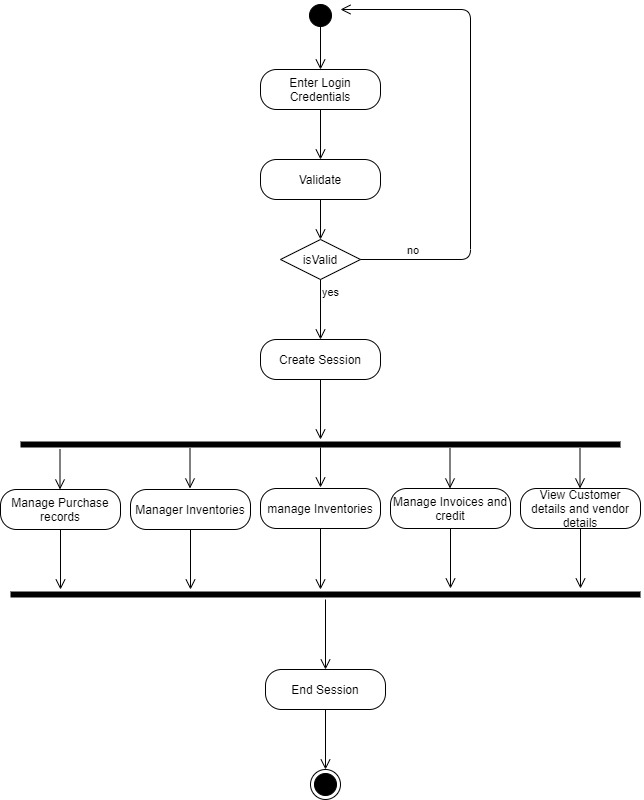 Enter Login
Credentials
Validate
isValid
no
yes
Create Session
Manage Purchase
records
Manager Inventories
manage Inventories
Manage Invoices and
credit
View Customer
details and vendor
details
End Session